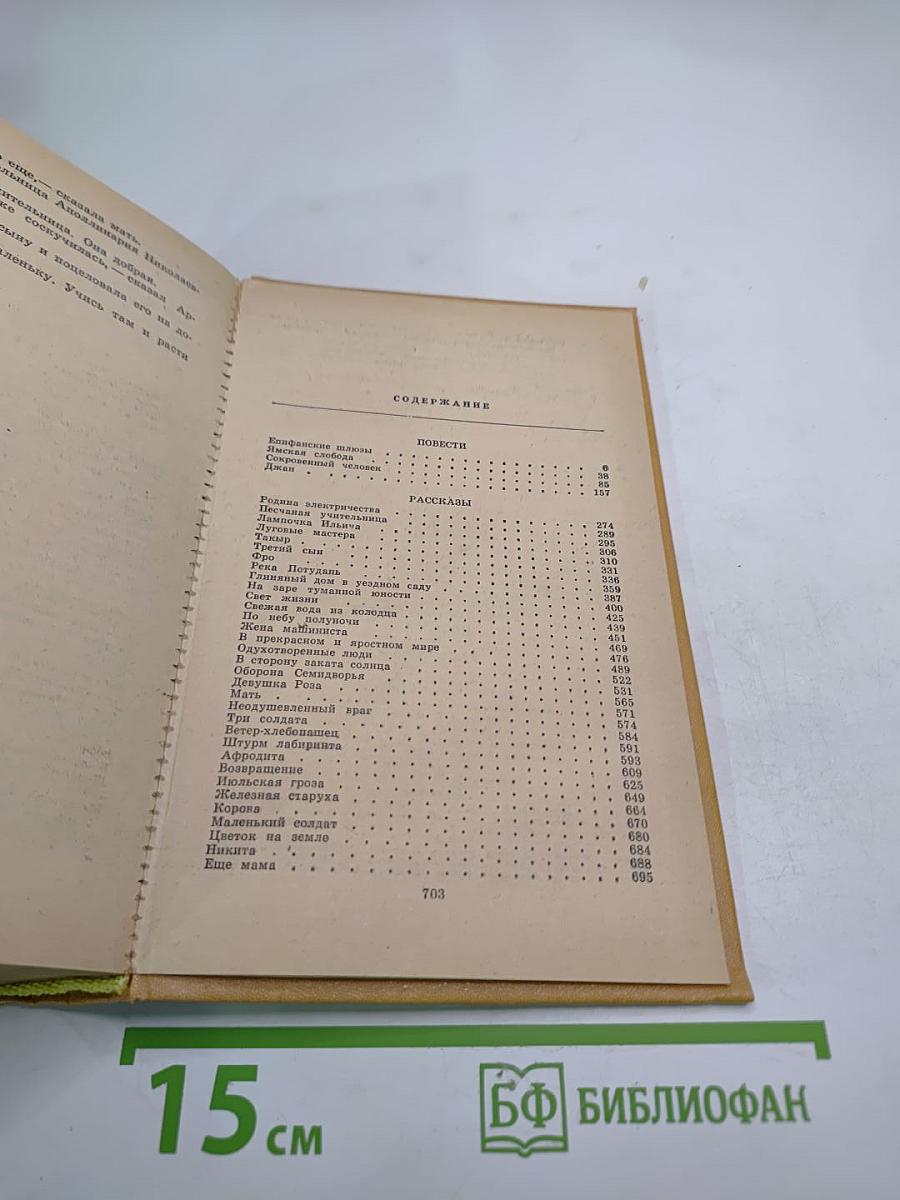 еще,— сказала мать.
Аполлинария Николаев-
Она добрая.
соскучилась,— сказал Ар-
сыну и поцеловала его на до-
Учись там и расти
СОДЕРЖАНИЕ
ПОВЕСТИ
Епифанские шлюзы 6
Ямская слобода 38
Сокровенный человек 85
Джан 157
РАССКАЗЫ
Родина электричества 274
Песчаная учительница 289
Лампочка Ильича 295
Луговые мастера 306
Такыр 310
Третий сын 331
Фро 336
Река Потудань 359
Глиняный дом в уездном саду 387
На заре туманной юности 400
Свет жизни 425
Свежая вода из колодца 439
По небу полуночи 451
Жена машиниста 469
В прекрасном и яростном мире 476
Одухотворенные люди 489
В сторону заката солнца 522
Оборона Семидворья 531
Девушка Роза 565
Мать 571
Неодушевленный враг 574
Три солдата 584
Ветер-хлебопашец 591
Штурм лабиринта 593
Афродита 609
Возвращение 625
Июльская гроза 649
Железная старуха 664
Корова 670
Маленький солдат 680
Цветок на земле 684
Никита 688
Еще мама 695
703
15 см
БФ БИБЛИОФАН